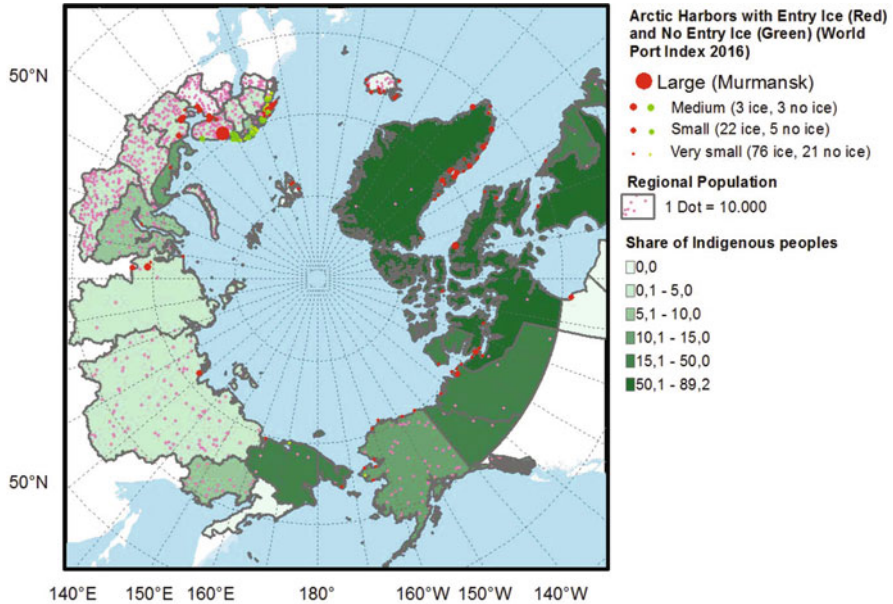 50°N
50°N
140°E 150°E 160°E 180° 160°W 150°W 140°W
Arctic Harbors with Entry Ice (Red)
and No Entry Ice (Green) (World
Port Index 2016)
Large (Murmansk)
Medium (3 ice, 3 no ice)
Small (22 ice, 5 no ice)
Very small (76 ice, 21 no ice)
Regional Population
1 Dot = 10.000
Share of Indigenous peoples
0,0
0,1 - 5,0
5,1 - 10,0
10,1 - 15,0
15,1 - 50,0
50,1 - 89,2